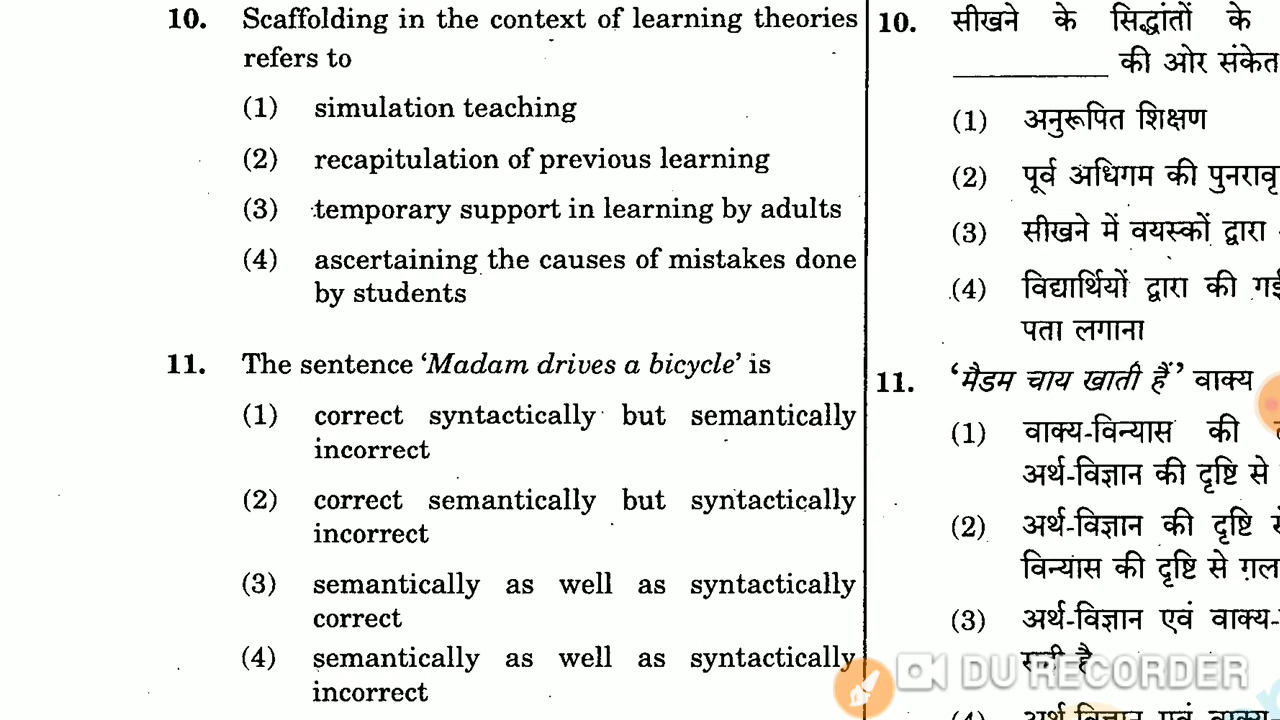 10. Scaffolding in the context of learning theories
refers to
(1) simulation teaching
(2) recapitulation of previous learning
(3) temporary support in learning by adults
(4) ascertaining the causes of mistakes done
by students
11. The sentence ‘Madam drives a bicycle’ is
(1) correct syntactically but semantically
incorrect
(2) correct semantically but syntactically
incorrect
(3) semantically as well as syntactically
correct
(4) semantically as well as syntactically
incorrect
10. सीखने के सिद्धांतों के
की ओर संकेत
(1) अनुरूपित शिक्षण
(2) पूर्व अधिगम की
(3) सीखने में वयस्कों द्वारा
(4) विद्यार्थियों द्वारा की
पता लगाना
11. ‘मैडम चाय खाती हैं’ वाक्य
(1) वाक्य-विन्यास की
अर्थ-विज्ञान की दृष्टि से
(2) अर्थ-विज्ञान की दृष्टि
विन्यास की दृष्टि से
(3) अर्थ-विज्ञान एवं वाक्य-
है
(4) अर्थ-विज्ञान एवं वाक्य
DU RECORDER